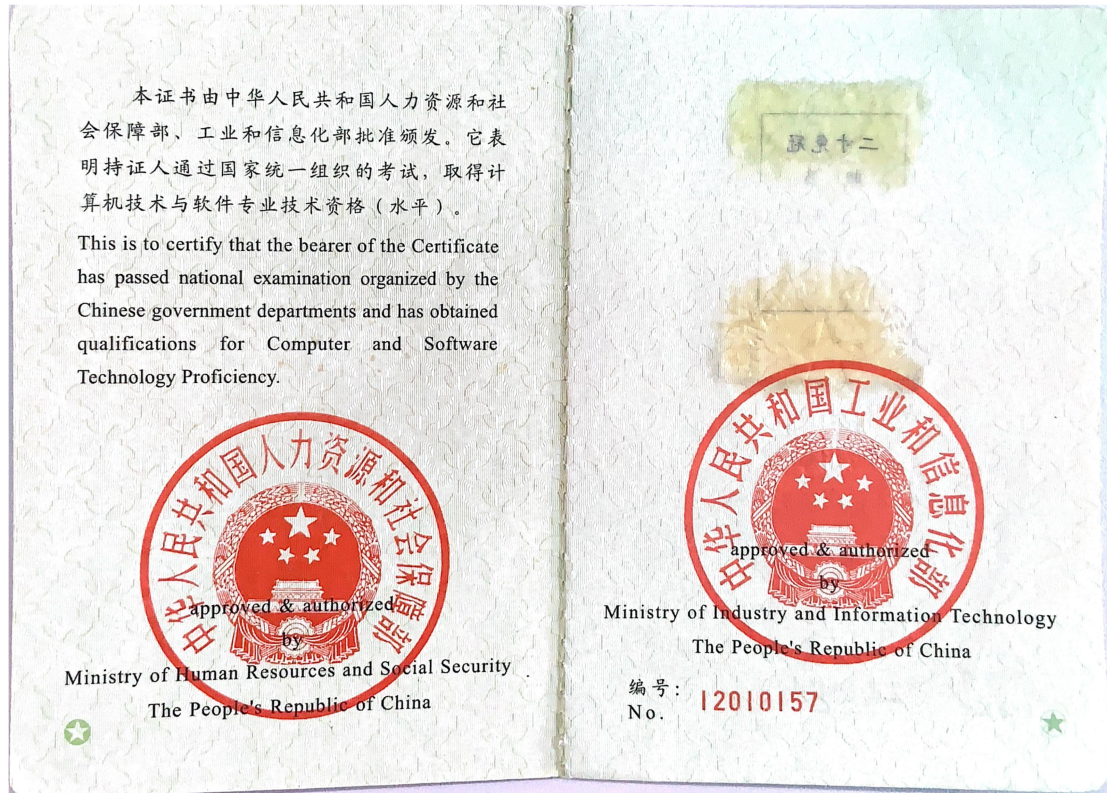 本证书由中华人民共和国人力资源和社
会保障部、工业和信息化部批准颁发。它表
明持证人通过国家统一组织的考试，取得计
算机技术与软件专业技术资格（水平）。
This is to certify that the bearer of the Certificate
has passed national examination organized by the
Chinese government departments and has obtained
qualifications for Computer and Software
Technology Proficiency.
中华人民共和国人力资源和社会保障部
approved & authorized
by
Ministry of Human Resources and Social Security
The People's Republic of China
二寸免冠
中华人民共和国工业和信息化部
approved & authorized
by
Ministry of Industry and Information Technology
The People's Republic of China
编号：
No. 12010157